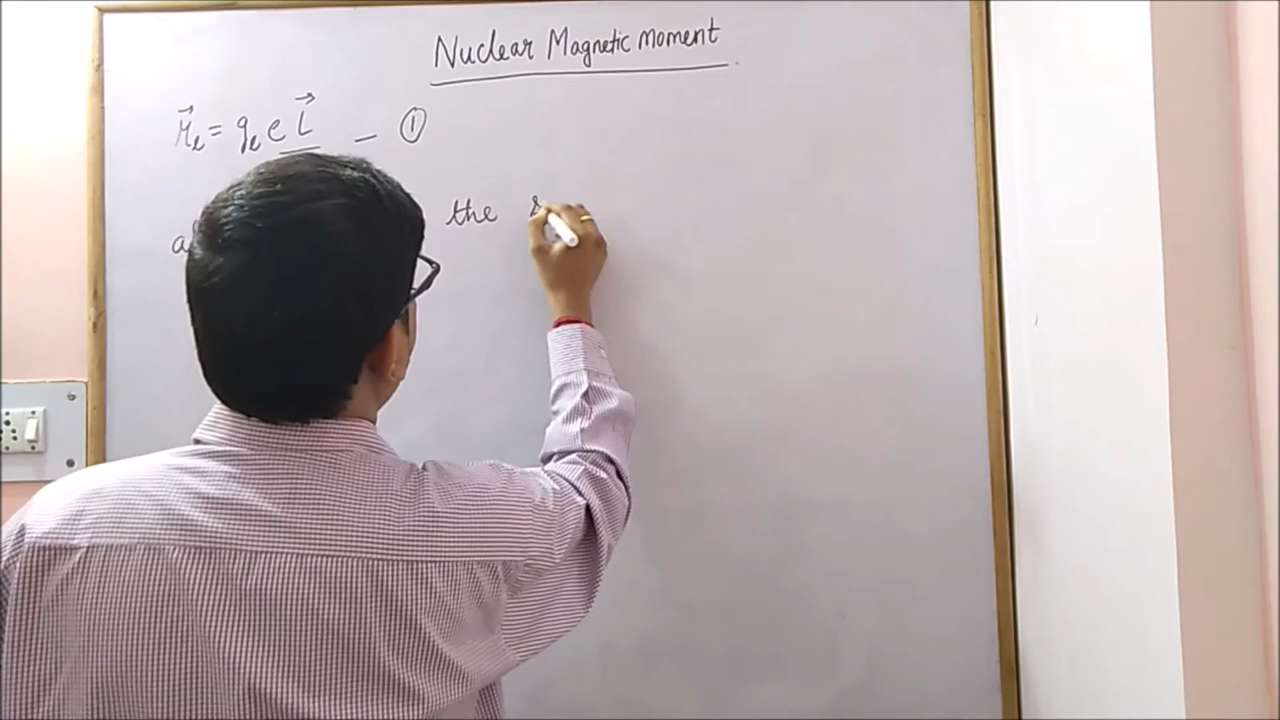 Nuclear Magnetic Moment
μ⃗ₗ = gₗ e L⃗ — ①
the